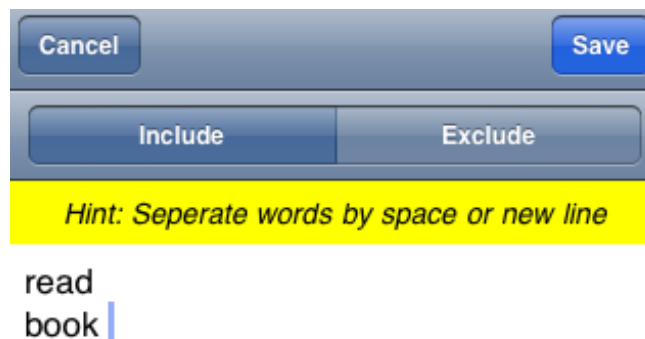 Cancel Save
Include Exclude
Hint: Seperate words by space or new line
read
book